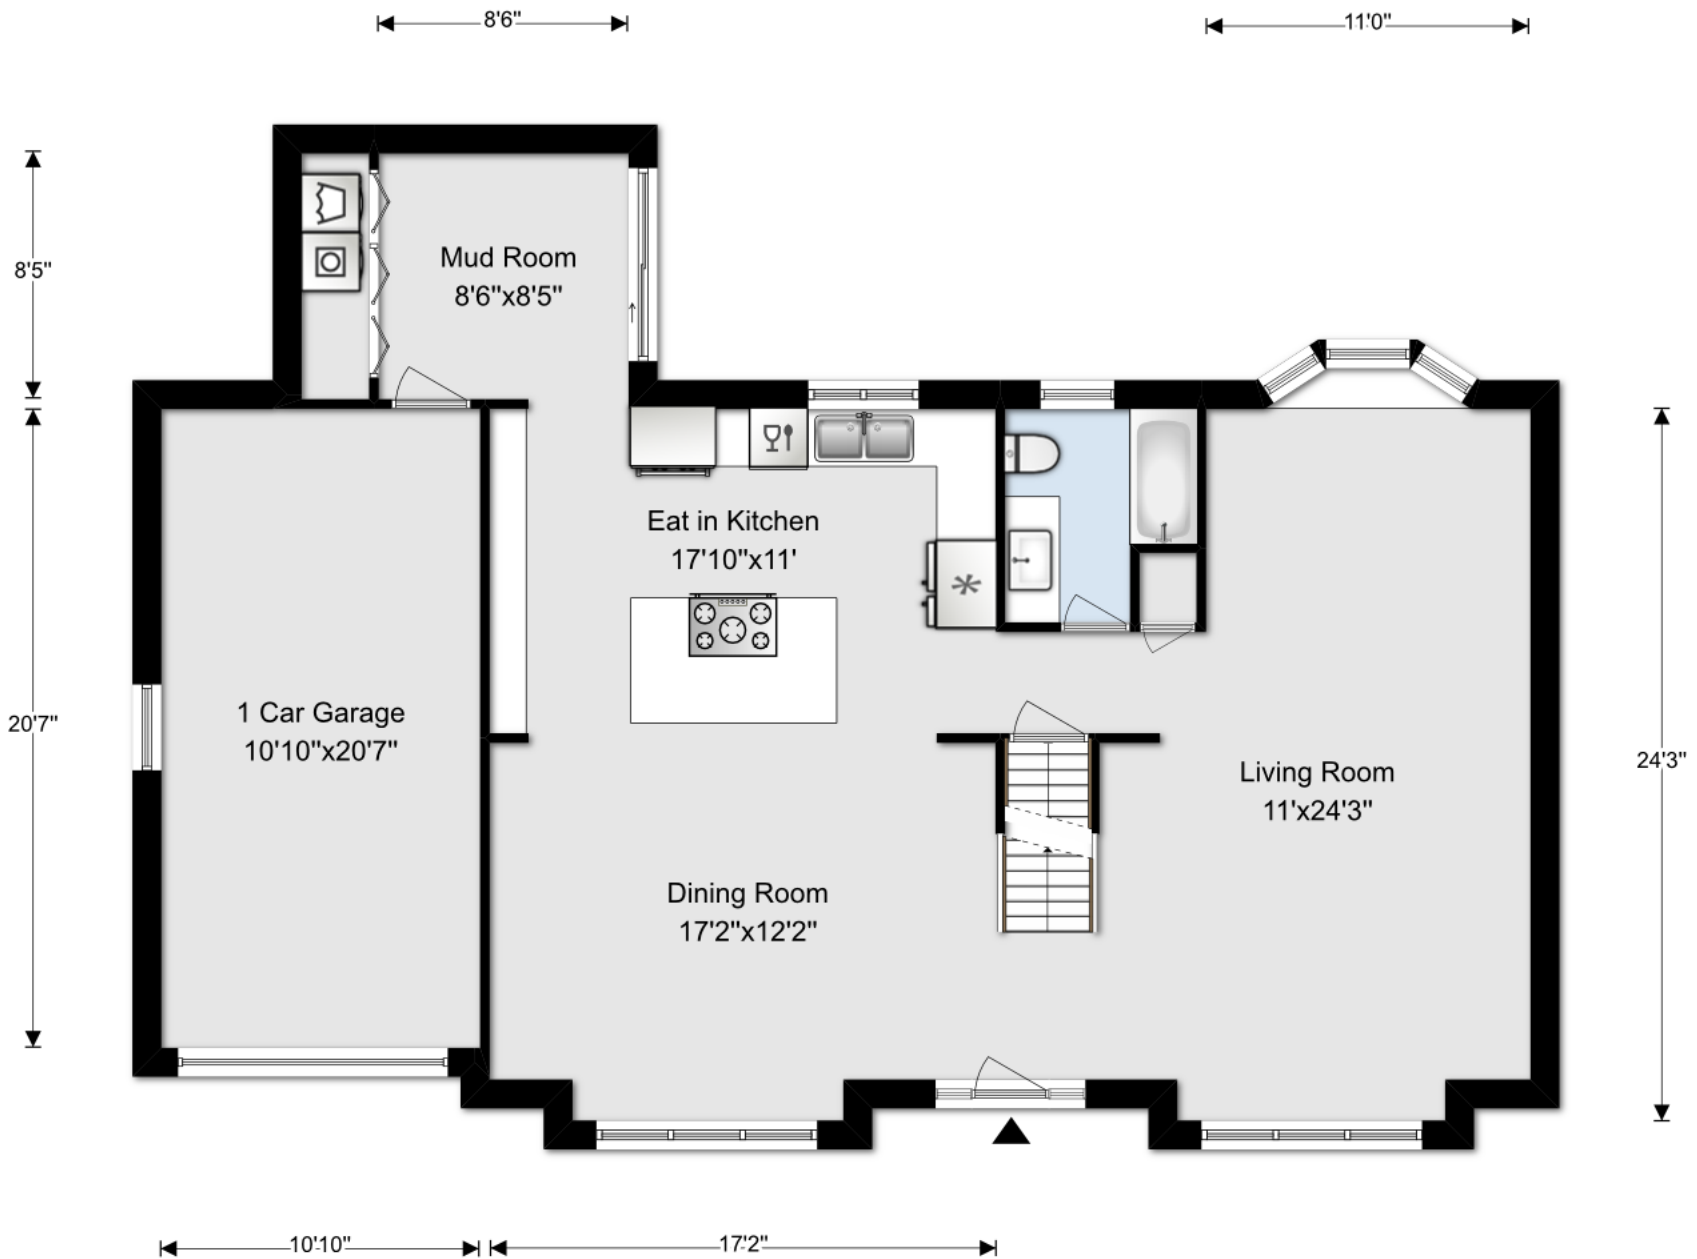 8'6"
11'0"
8'5"
Mud Room
8'6"x8'5"
Eat in Kitchen
17'10"x11'
1 Car Garage
10'10"x20'7"
20'7"
Living Room
11'x24'3"
24'3"
Dining Room
17'2"x12'2"
10'10"
17'2"